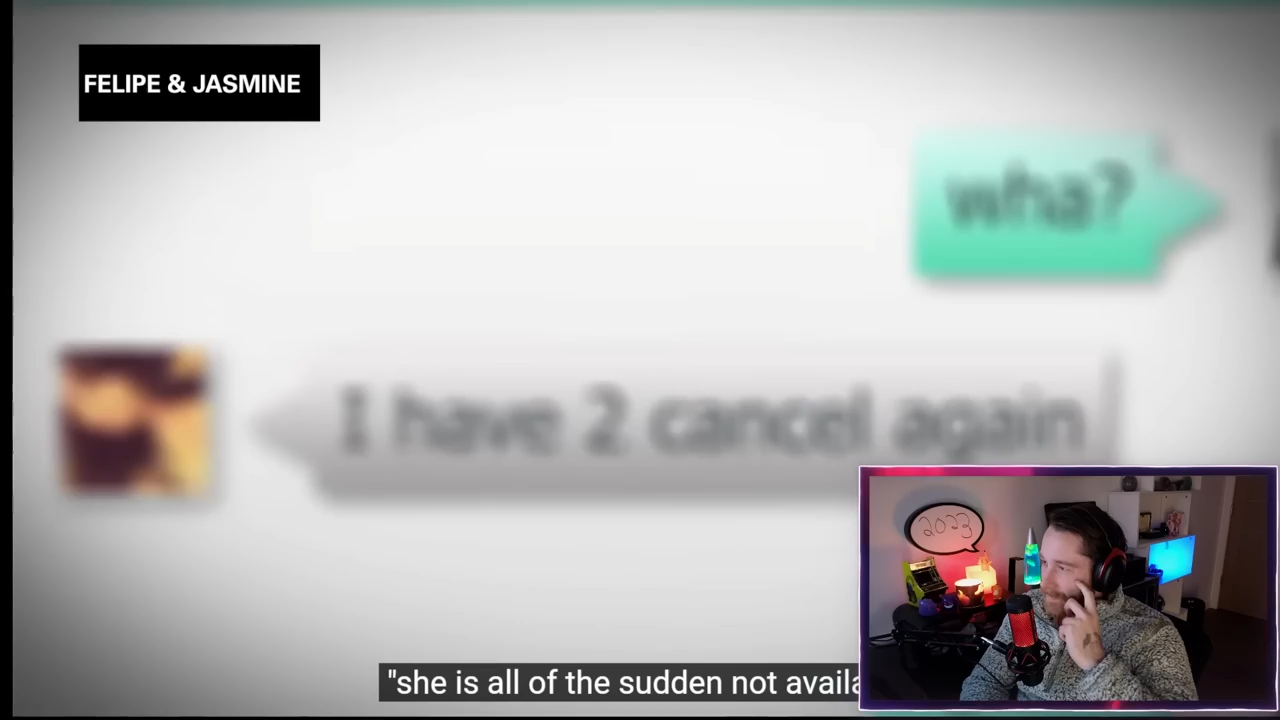 FELIPE & JASMINE
wha?
I have 2 cancel again
2023
"she is all of the sudden not availa